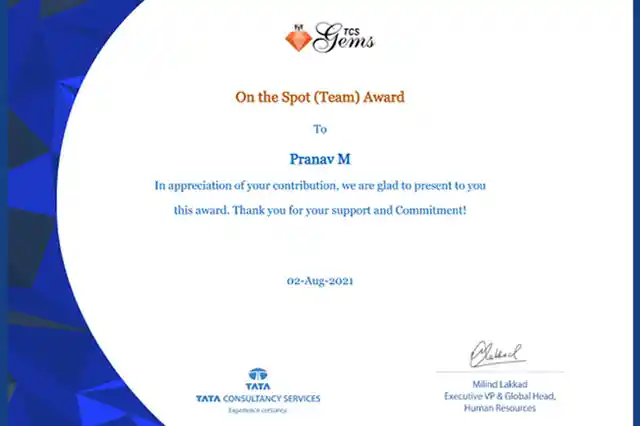 TCS
Gems
On the Spot (Team) Award
To
Pranav M
In appreciation of your contribution, we are glad to present to you
this award. Thank you for your support and Commitment!
02-Aug-2021
Lakkad
TATA
TATA CONSULTANCY SERVICES
Experience certainty.
Milind Lakkad
Executive VP & Global Head,
Human Resources